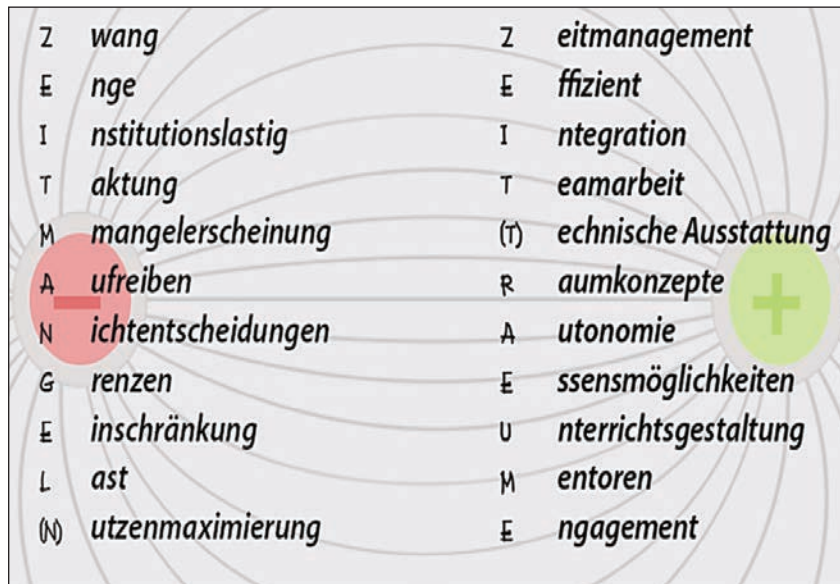 Z wang
E nge
I nstitutionslastig
T aktung
M mangelerscheinung
A ufreiben
N ichtentscheidungen
G renzen
E inschränkung
L ast
(N) utzenmaximierung
Z eitmanagement
E ffizient
I ntegration
T eamarbeit
(T) echnische Ausstattung
R aumkonzepte
A utonomie
E ssensmöglichkeiten
U nterrichtsgestaltung
M entoren
E ngagement